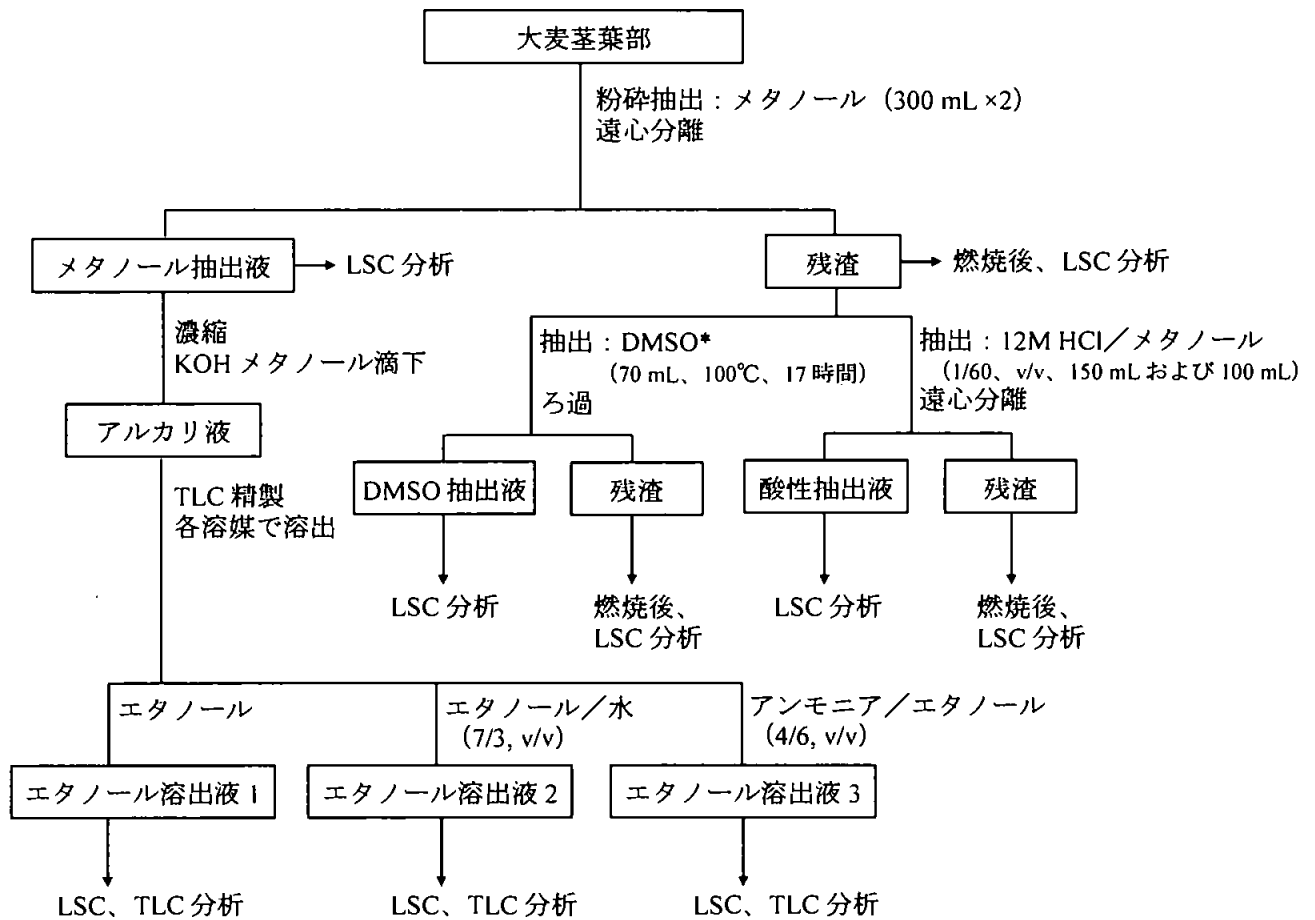 大麦茎葉部
粉砕抽出：メタノール（300 mL ×2）
遠心分離
メタノール抽出液
LSC 分析
残渣
燃焼後、LSC 分析
濃縮
KOH メタノール滴下
抽出：DMSO*
（70 mL、100℃、17 時間）
ろ過
抽出：12M HCl／メタノール
（1/60、v/v、150 mL および 100 mL）
遠心分離
アルカリ液
TLC 精製
各溶媒で溶出
DMSO 抽出液
残渣
酸性抽出液
残渣
LSC 分析
燃焼後、
LSC 分析
LSC 分析
燃焼後、
LSC 分析
エタノール
エタノール／水
（7/3, v/v）
アンモニア／エタノール
（4/6, v/v）
エタノール溶出液 1
エタノール溶出液 2
エタノール溶出液 3
LSC、TLC 分析
LSC、TLC 分析
LSC、TLC 分析